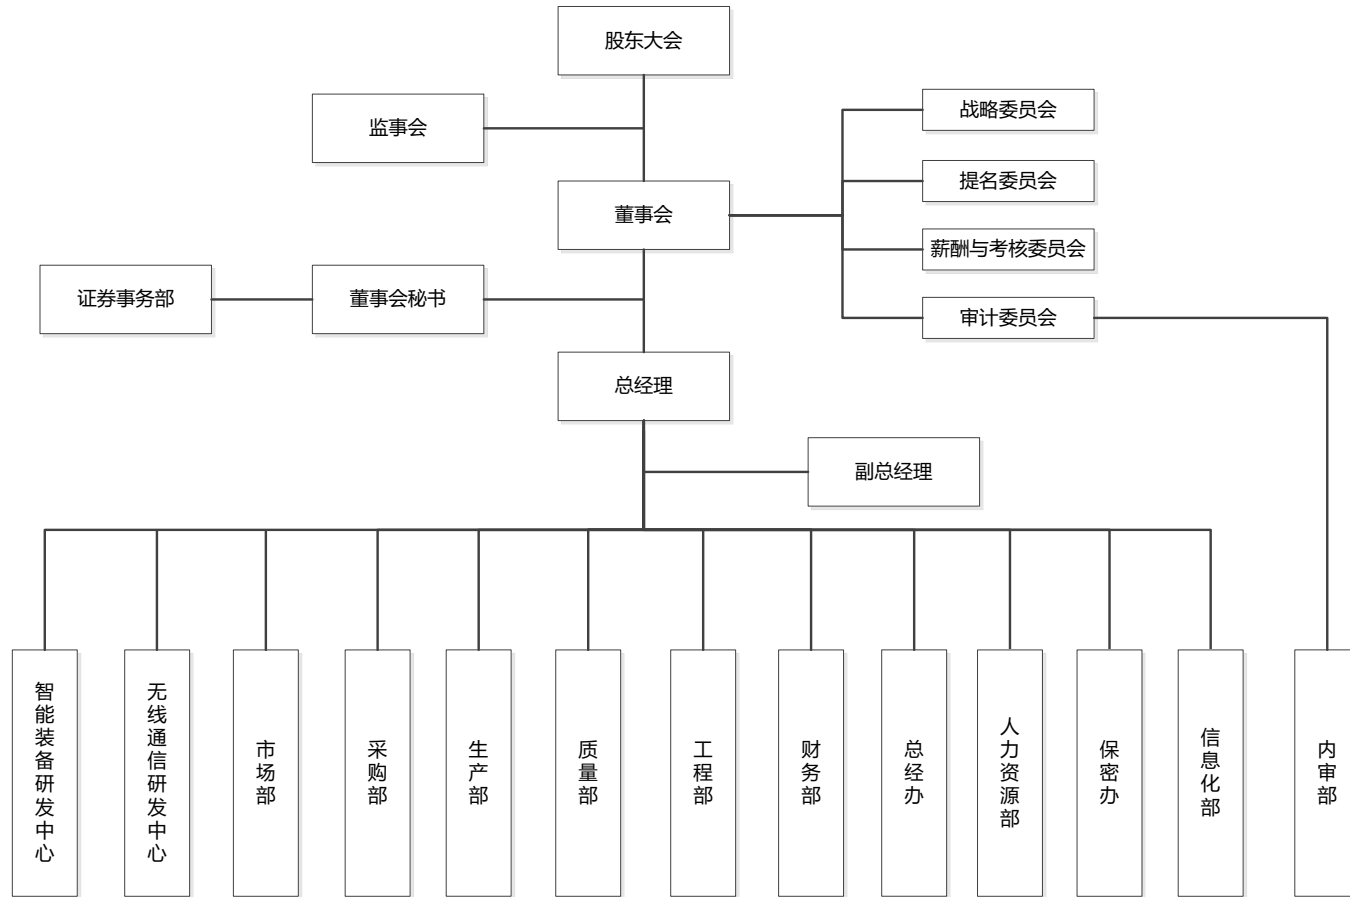 股东大会
监事会
战略委员会
提名委员会
董事会
薪酬与考核委员会
证券事务部
董事会秘书
审计委员会
总经理
副总经理
智能装备研发中心
无线通信研发中心
市场部
采购部
生产部
质量部
工程部
财务部
总经办
人力资源部
保密办
信息化部
内审部